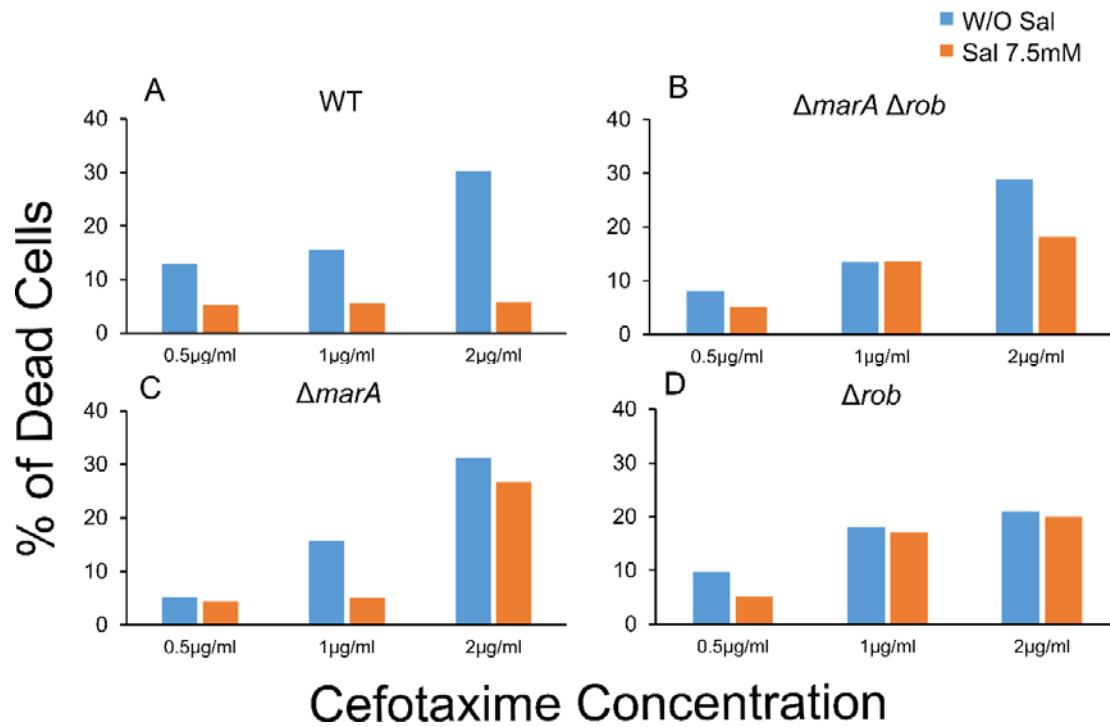 W/O Sal
Sal 7.5mM
A
WT
40
30
20
10
0
0.5µg/ml 1µg/ml 2µg/ml
B
ΔmarA Δrob
40
30
20
10
0
0.5µg/ml 1µg/ml 2µg/ml
C
ΔmarA
40
30
20
10
0
0.5µg/ml 1µg/ml 2µg/ml
D
Δrob
40
30
20
10
0
0.5µg/ml 1µg/ml 2µg/ml
% of Dead Cells
Cefotaxime Concentration